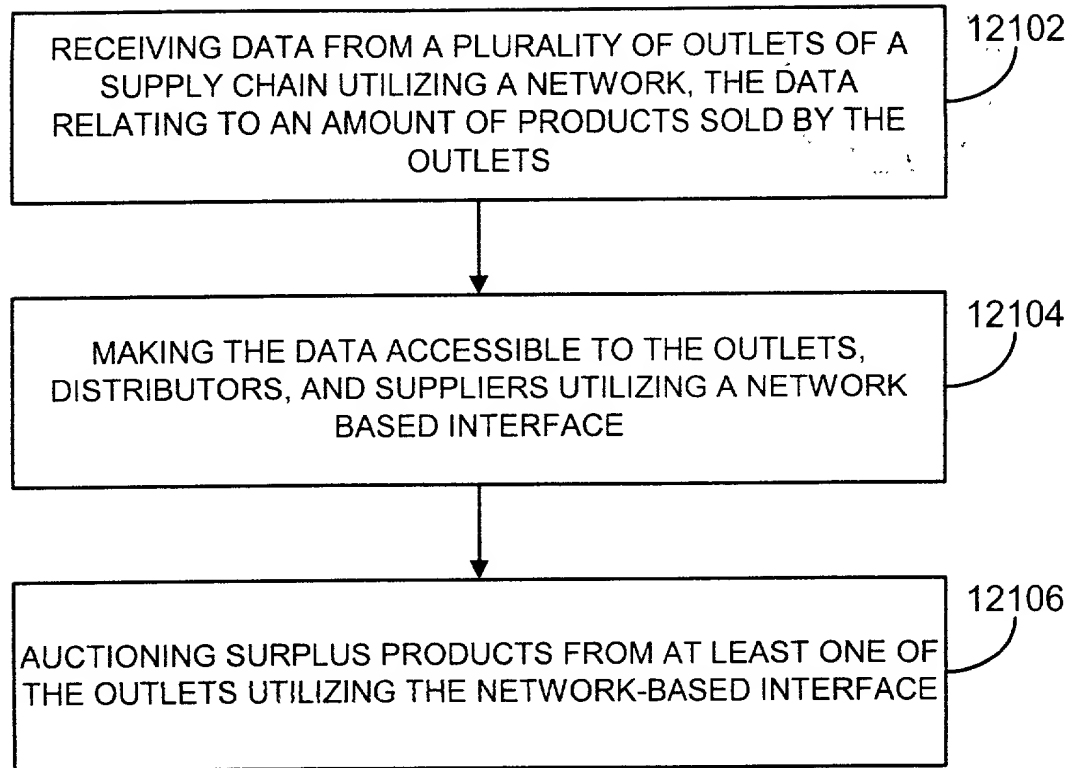 12102
RECEIVING DATA FROM A PLURALITY OF OUTLETS OF A
SUPPLY CHAIN UTILIZING A NETWORK, THE DATA
RELATING TO AN AMOUNT OF PRODUCTS SOLD BY THE
OUTLETS
12104
MAKING THE DATA ACCESSIBLE TO THE OUTLETS,
DISTRIBUTORS, AND SUPPLIERS UTILIZING A NETWORK
BASED INTERFACE
12106
AUCTIONING SURPLUS PRODUCTS FROM AT LEAST ONE OF
THE OUTLETS UTILIZING THE NETWORK-BASED INTERFACE